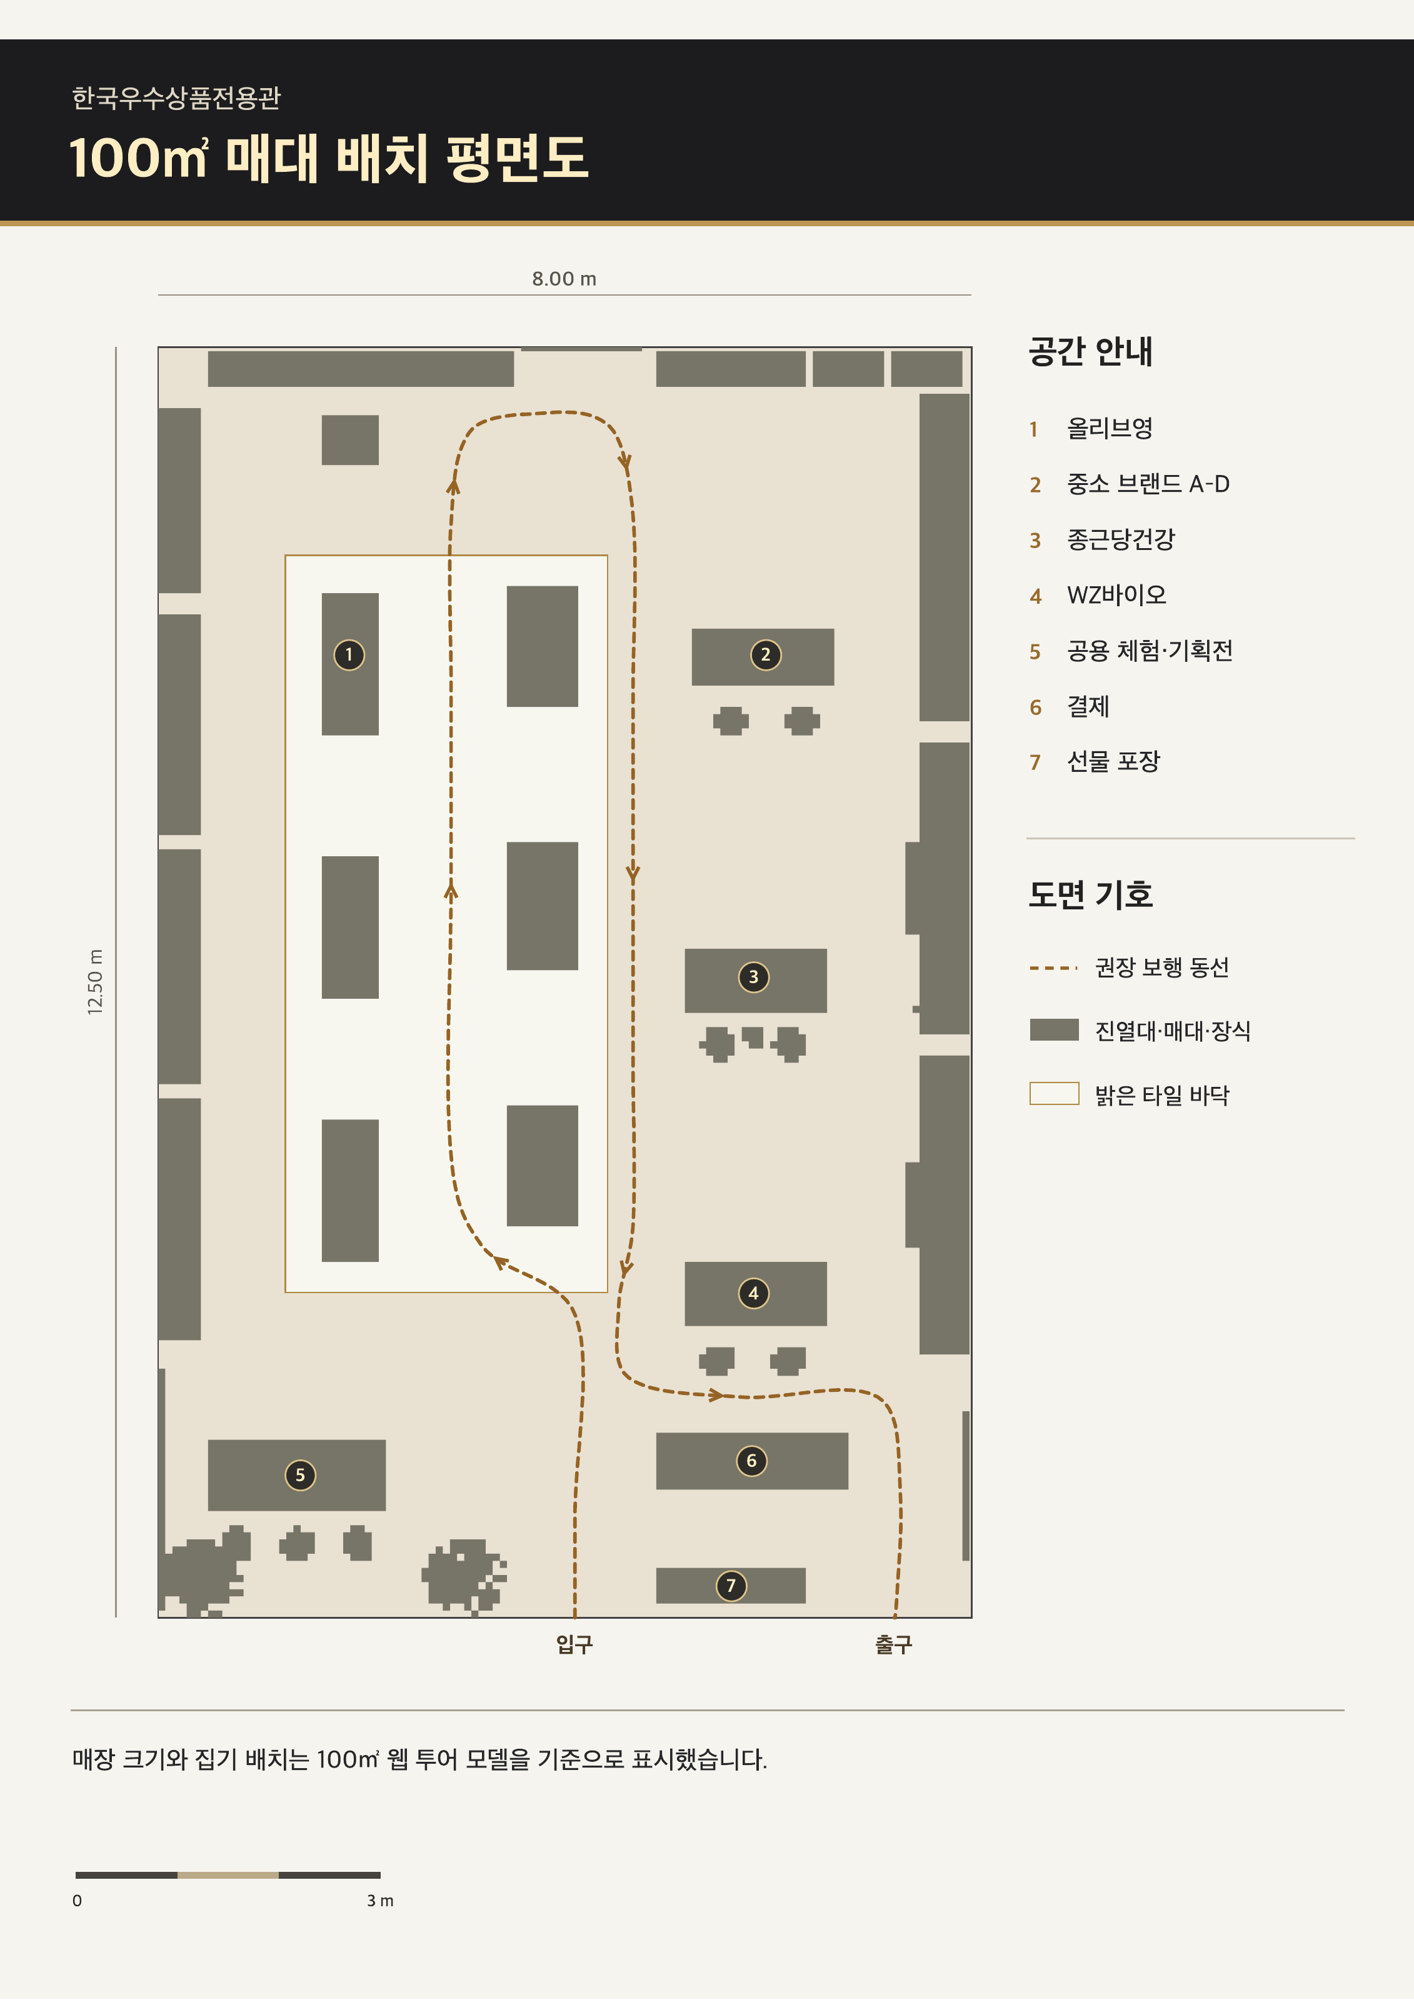 한국우수상품전용관
100㎡ 매대 배치 평면도
8.00 m
12.50 m
1
2
3
4
5
6
7
입구
출구
공간 안내
1 올리브영
2 중소 브랜드 A-D
3 종근당건강
4 WZ바이오
5 공용 체험·기획전
6 결제
7 선물 포장
도면 기호
권장 보행 동선
진열대·매대·장식
밝은 타일 바닥
매장 크기와 집기 배치는 100㎡ 웹 투어 모델을 기준으로 표시했습니다.
0 3 m